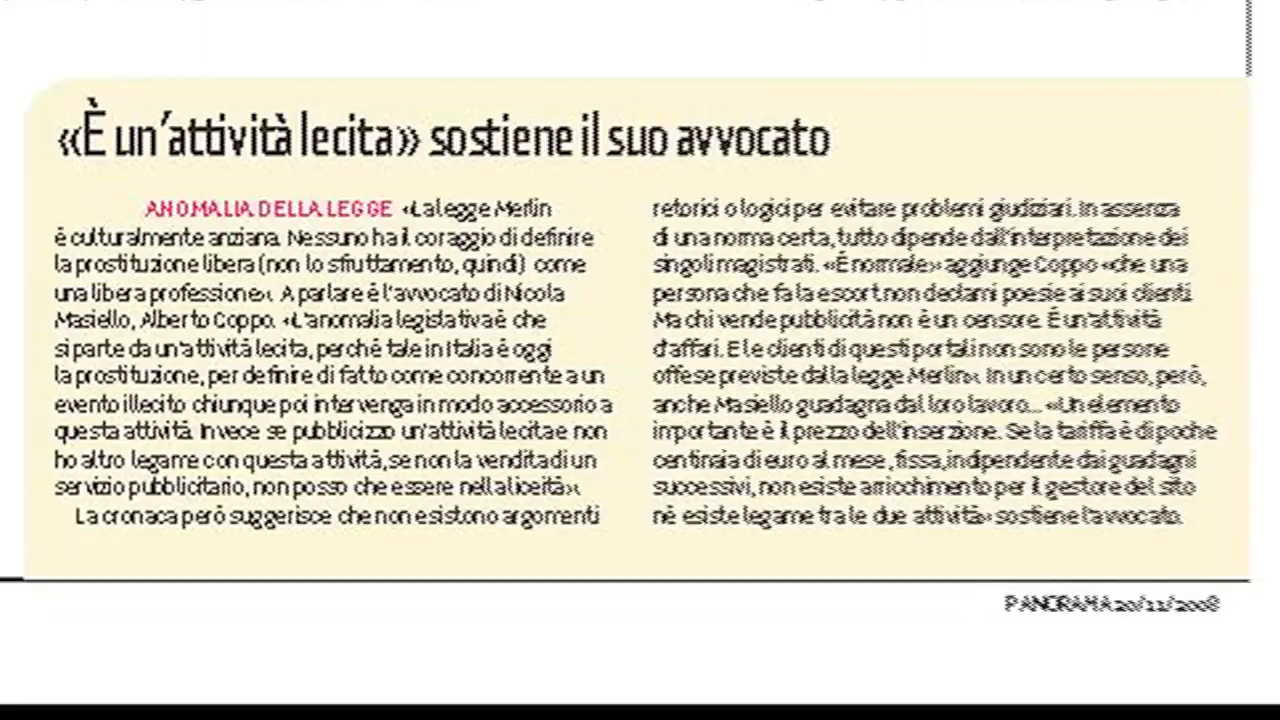 «È un'attività lecita» sostiene il suo avvocato
ANOMALIA DELLA LEGGE «La legge Merlin
è culturalmente anziana. Nessuno ha il coraggio di definire
la prostituzione libera (non lo sfruttamento, quindi) come
una libera professione». A parlare è l'avvocato di Nicola
Masiello, Alberto Coppo. «L'anomalia legislativa è che
si parte da un'attività lecita, perché tale in Italia è oggi
la prostituzione, per definire di fatto come concorrente a un
evento illecito chiunque poi intervenga in modo accessorio a
questa attività. Invece se pubblicizzo un'attività lecita e non
ho altro legame con questa attività, se non la vendita di un
servizio pubblicitario, non posso che essere nella liceità».
La cronaca però suggerisce che non esistono argomenti
retorici o logici per evitare problemi giudiziari. In assenza
di una norma certa, tutto dipende dall'interpretazione dei
singoli magistrati. «È normale» aggiunge Coppo «che una
persona che fa la escort non declami poesie ai suoi clienti.
Ma chi vende pubblicità non è un censore. È un'attività
d'affari. E le clienti di questi portali non sono le persone
offese previste dalla legge Merlin». In un certo senso, però,
anche Masiello guadagna dal loro lavoro... «Un elemento
importante è il prezzo dell'inserzione. Se la tariffa è di poche
centinaia di euro al mese, fissa, indipendente dai guadagni
successivi, non esiste arricchimento per il gestore del sito
né esiste legame tra le due attività» sostiene l'avvocato.
PANORAMA 20/11/2008